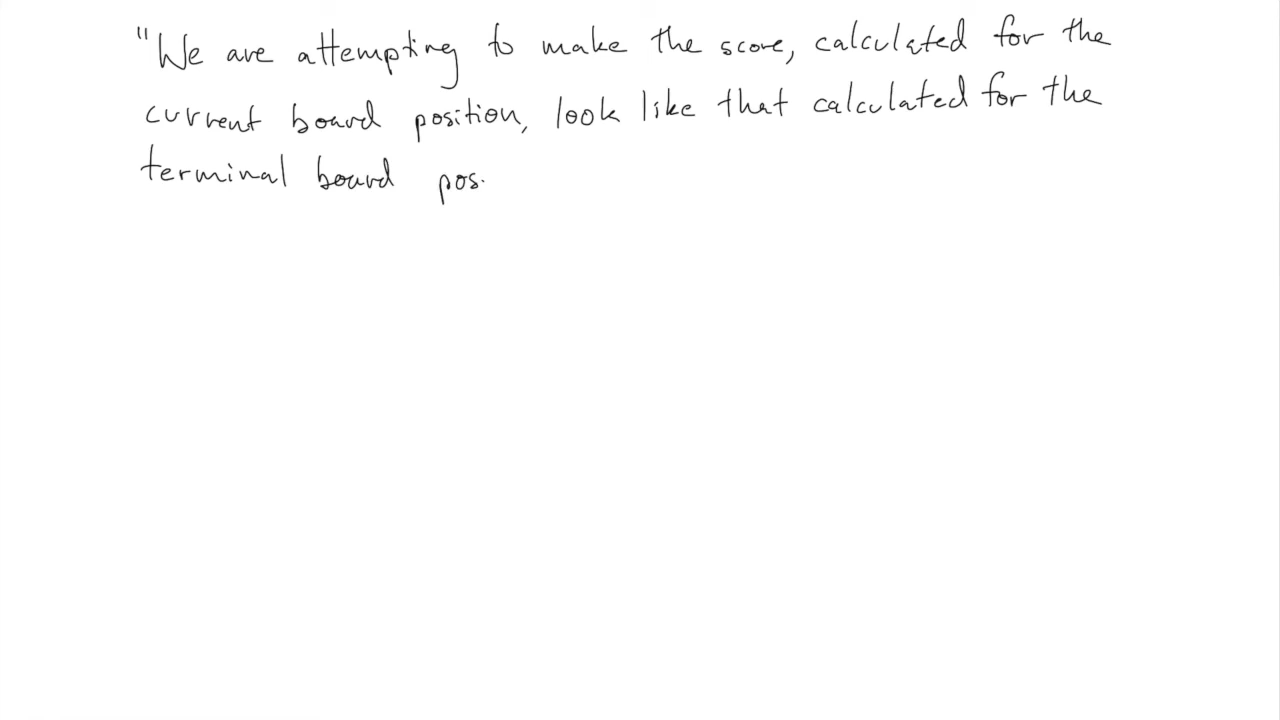 "We are attempting to make the score, calculated for the
current board position, look like that calculated for the
terminal board pos.